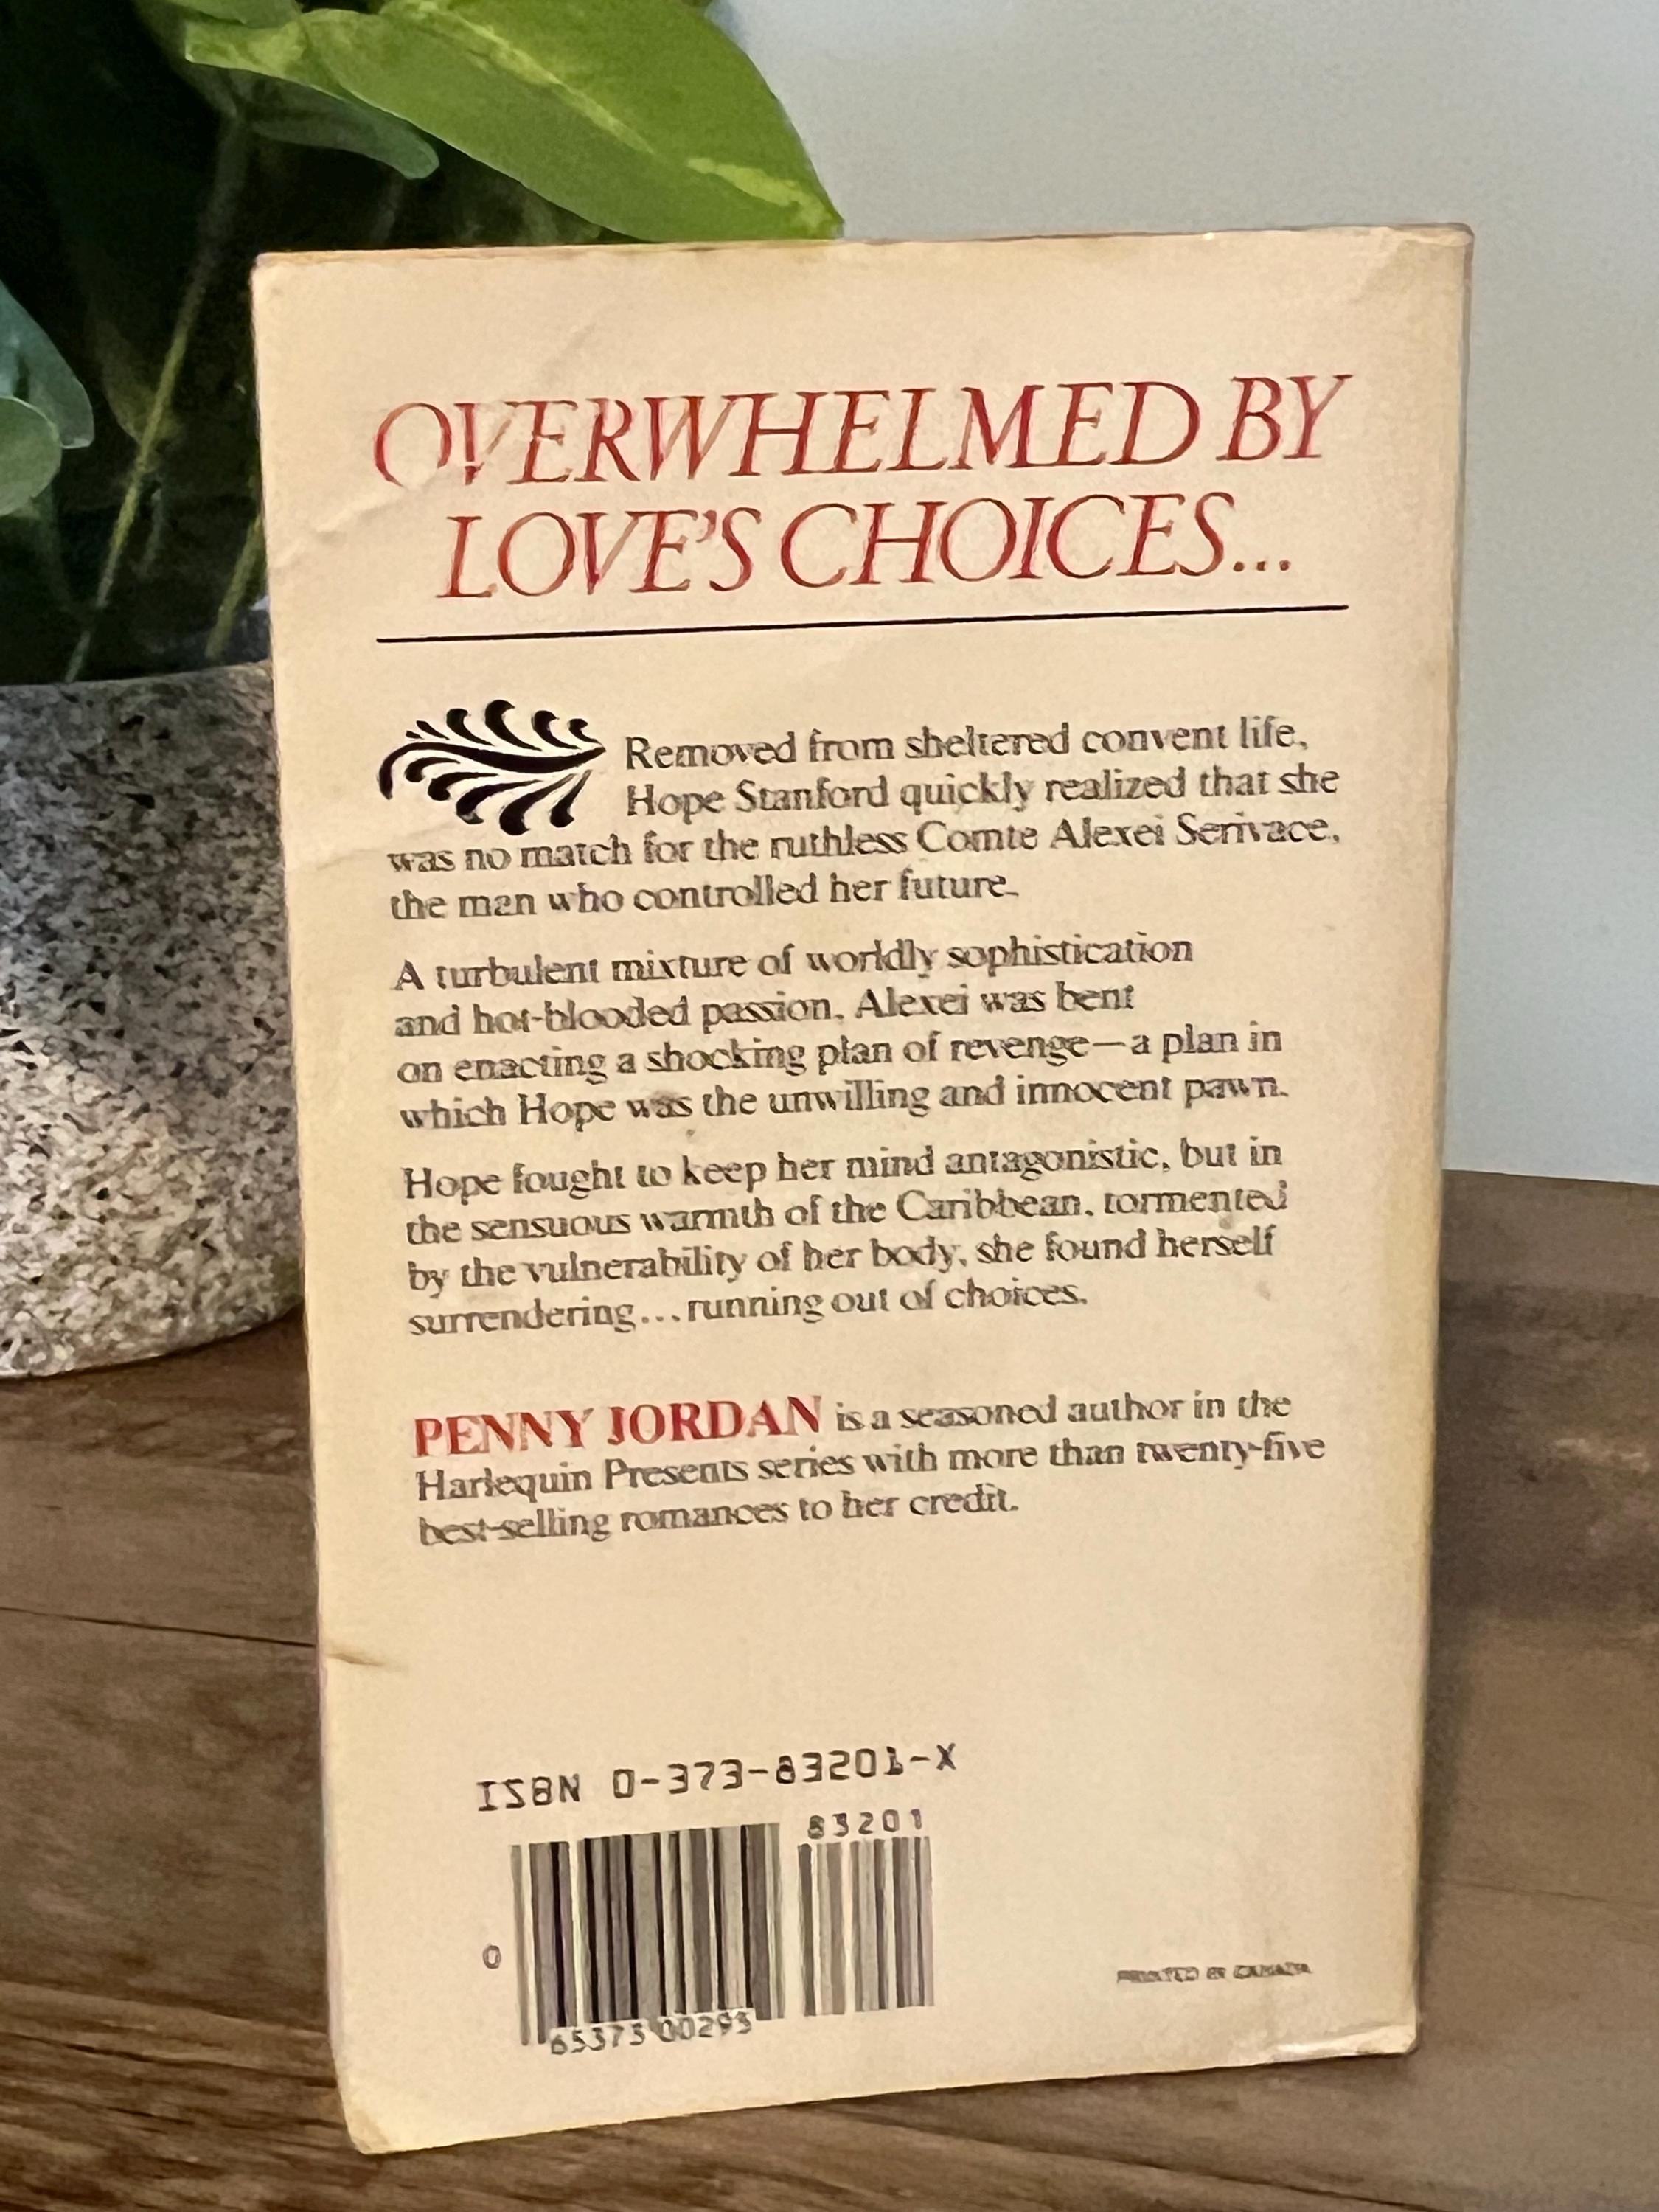 OVERWHELMED BY
LOVE'S CHOICES...
Removed from sheltered convent life,
Hope Stanford quickly realized that she
was no match for the ruthless Comte Alexei Serivace,
the man who controlled her future.
A turbulent mixture of worldly sophistication
and hot-blooded passion, Alexei was bent
on enacting a shocking plan of revenge—a plan in
which Hope was the unwilling and innocent pawn.
Hope fought to keep her mind antagonistic, but in
the sensuous warmth of the Caribbean, tormented
by the vulnerability of her body, she found herself
surrendering...running out of choices.
PENNY JORDAN is a seasoned author in the
Harlequin Presents series with more than twenty-five
best-selling romances to her credit.
ISBN 0-373-83201-X
83201
0
65373 00295
PRINTED IN CANADA